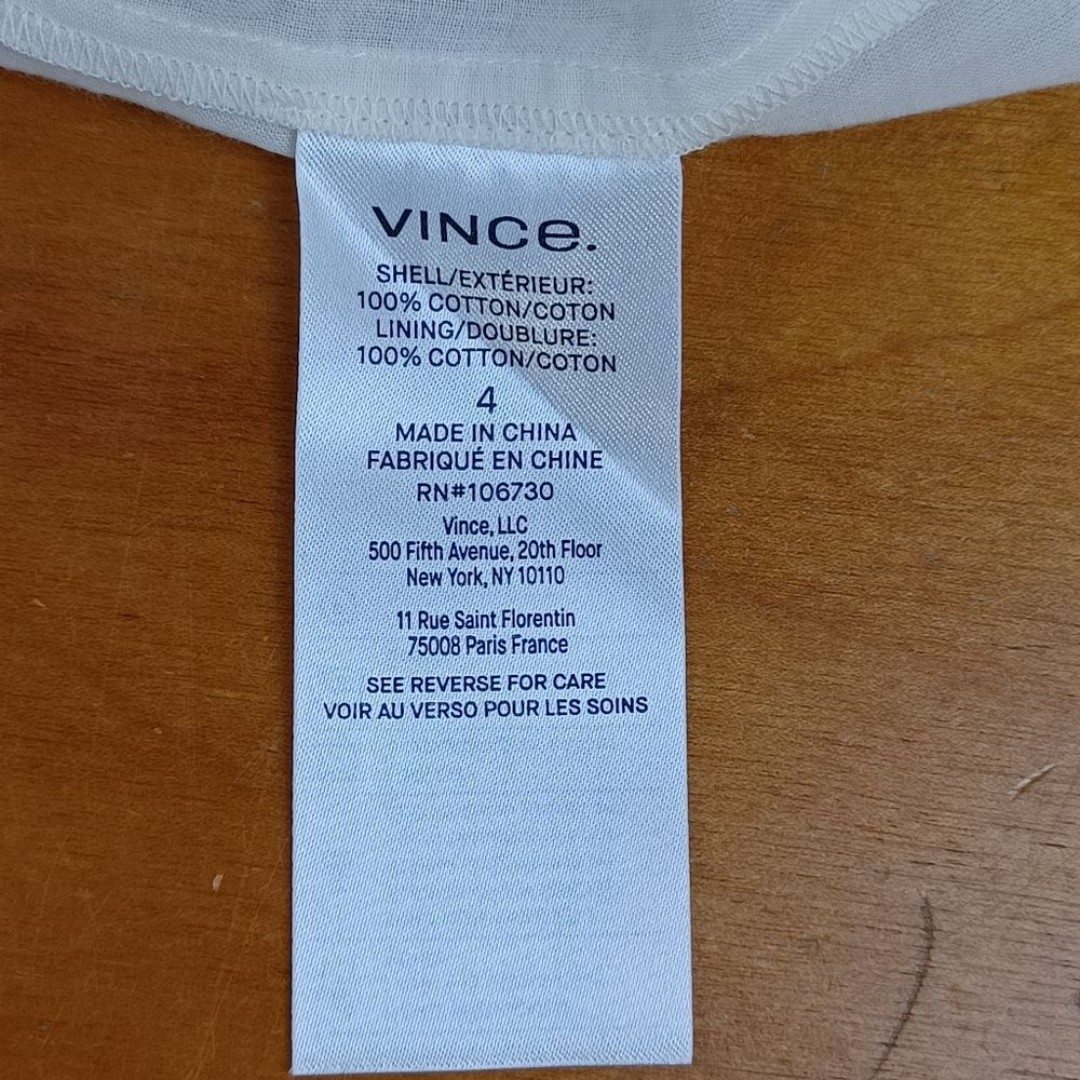 VINCe.
SHELL/EXTÉRIEUR:
100% COTTON/COTON
LINING/DOUBLURE:
100% COTTON/COTON
4
MADE IN CHINA
FABRIQUÉ EN CHINE
RN#106730
Vince, LLC
500 Fifth Avenue, 20th Floor
New York, NY 10110
11 Rue Saint Florentin
75008 Paris France
SEE REVERSE FOR CARE
VOIR AU VERSO POUR LES SOINS